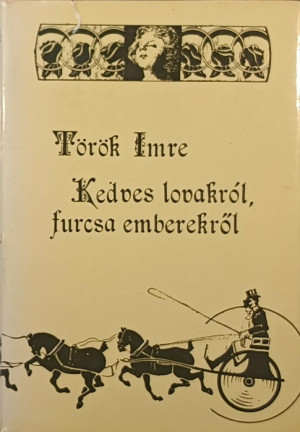 Török Imre
Kedves lovakról,
furcsa emberekről